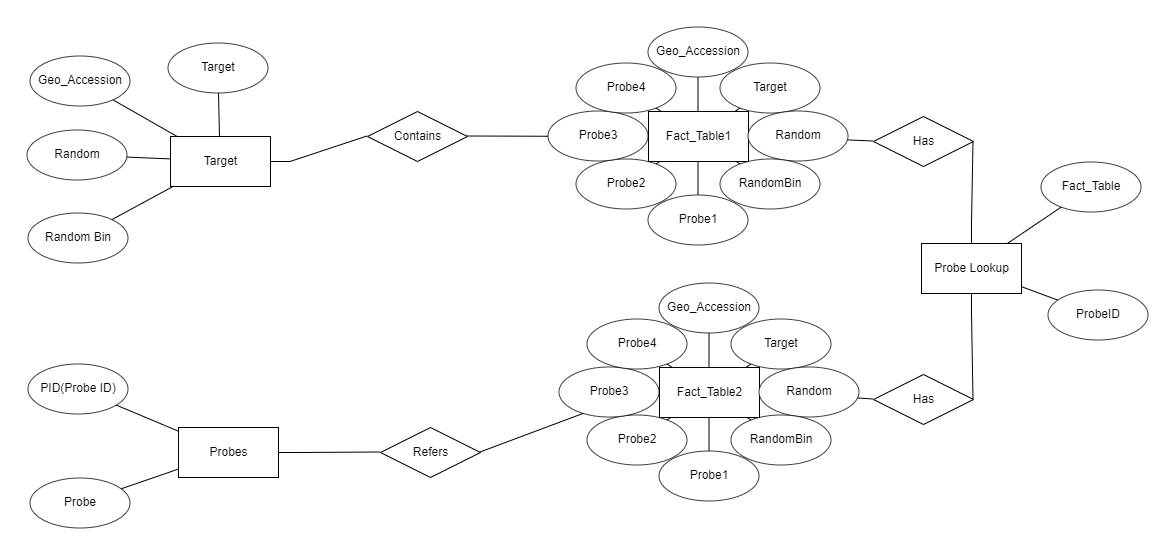 Geo_Accession
Target
Random
Random Bin
Target
Contains
Geo_Accession
Probe4
Target
Probe3
Fact_Table1
Random
Probe2
RandomBin
Probe1
Has
Fact_Table
Probe Lookup
ProbeID
PID(Probe ID)
Probe
Probes
Refers
Geo_Accession
Probe4
Target
Probe3
Fact_Table2
Random
Probe2
RandomBin
Probe1
Has